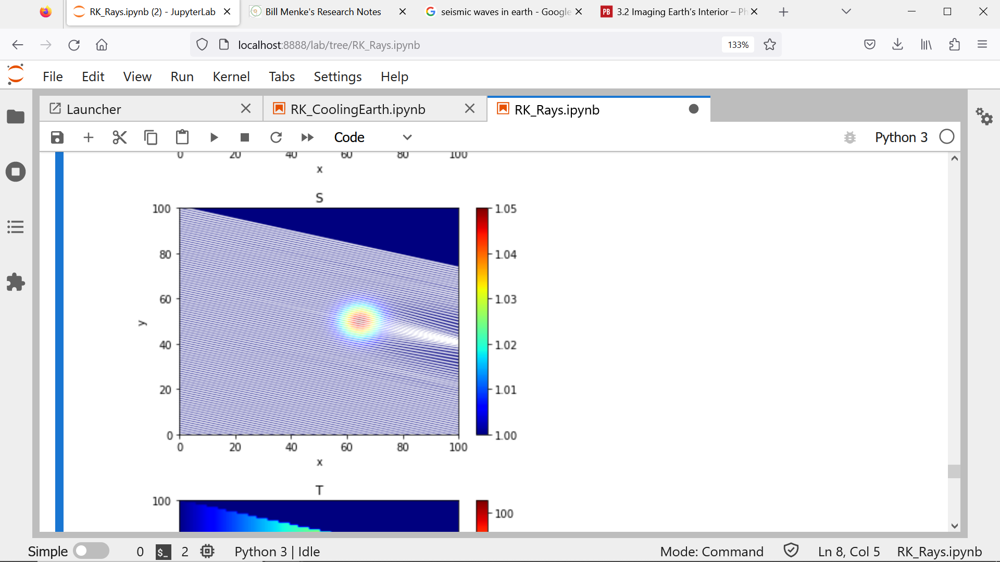 RK_Rays.ipynb (2) - JupyterLab
Bill Menke's Research Notes
seismic waves in earth - Google
PB 3.2 Imaging Earth's Interior – Ph
localhost:8888/lab/tree/RK_Rays.ipynb
133%
File Edit View Run Kernel Tabs Settings Help
Launcher
RK_CoolingEarth.ipynb
RK_Rays.ipynb
Code
Python 3
0 20 40 60 80 100
x
S
100
80
60
40
20
0
y
0 20 40 60 80 100
x
1.05
1.04
1.03
1.02
1.01
1.00
T
100
100
Simple 0 $_ 2 Python 3 | Idle Mode: Command Ln 8, Col 5 RK_Rays.ipynb